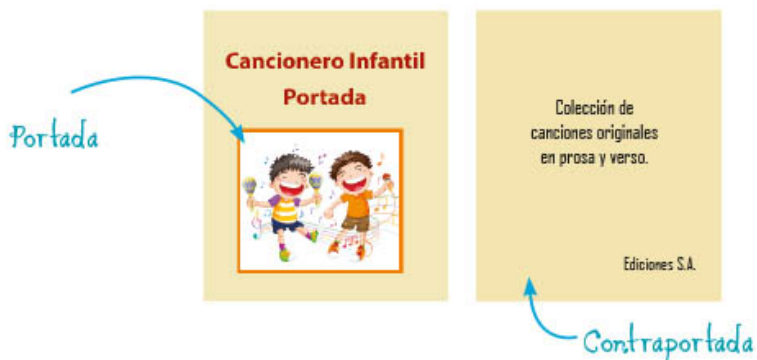 Cancionero Infantil
Portada
Portada
Colección de
canciones originales
en prosa y verso.
Ediciones S.A.
Contraportada